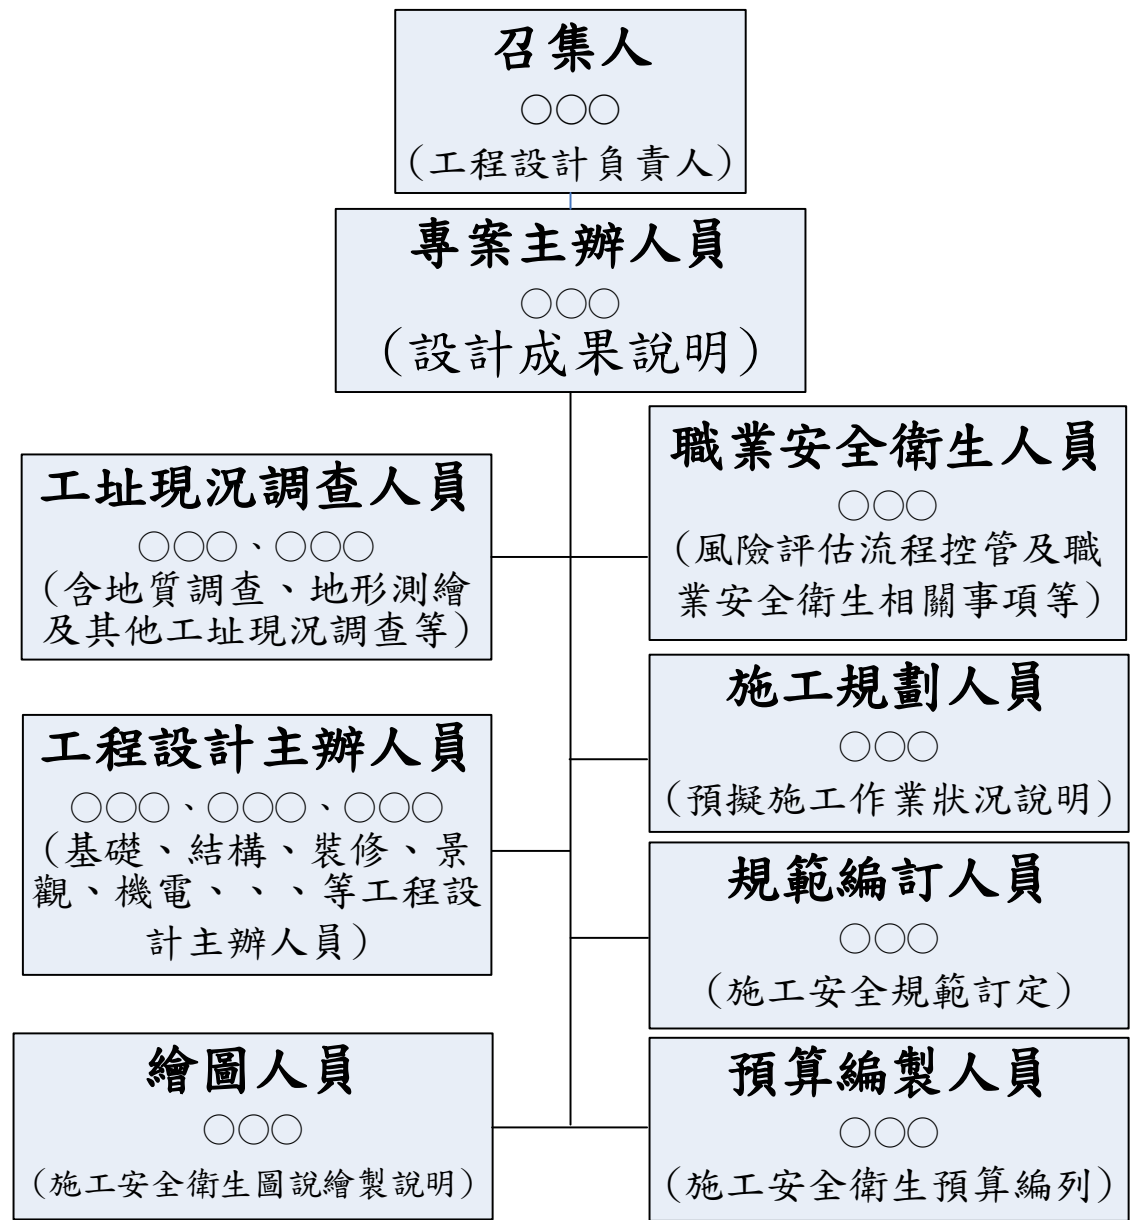 召集人
○○○
（工程設計負責人）
專案主辦人員
○○○
（設計成果說明）
工址現況調查人員
○○○、○○○
（含地質調查、地形測繪
及其他工址現況調查等）
職業安全衛生人員
○○○
（風險評估流程控管及職
業安全衛生相關事項等）
工程設計主辦人員
○○○、○○○、○○○
（基礎、結構、裝修、景
觀、機電、、、等工程設
計主辦人員）
施工規劃人員
○○○
（預擬施工作業狀況說明）
規範編訂人員
○○○
（施工安全規範訂定）
繪圖人員
○○○
（施工安全衛生圖說繪製說明）
預算編製人員
○○○
（施工安全衛生預算編列）